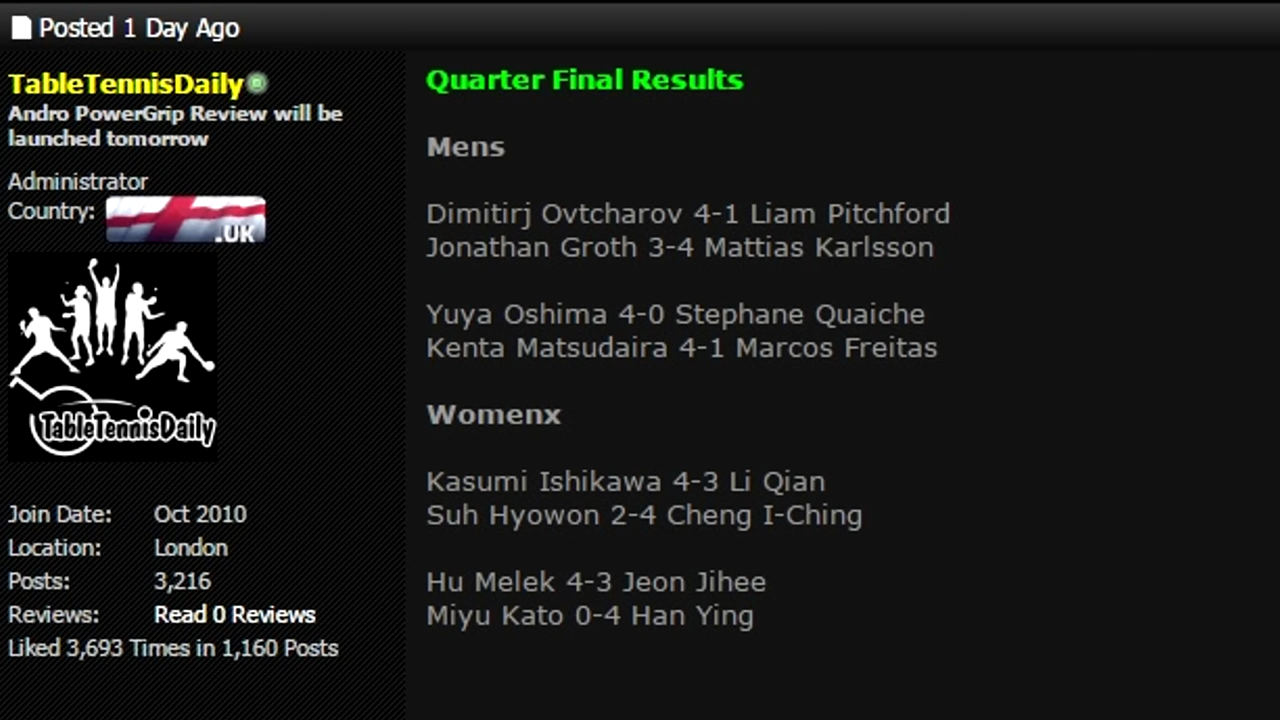 Posted 1 Day Ago
TableTennisDaily
Andro PowerGrip Review will be
launched tomorrow
Administrator
Country:
.UK
TableTennisDaily
Join Date: Oct 2010
Location: London
Posts: 3,216
Reviews: Read 0 Reviews
Liked 3,693 Times in 1,160 Posts
Quarter Final Results
Mens
Dimitirj Ovtcharov 4-1 Liam Pitchford
Jonathan Groth 3-4 Mattias Karlsson
Yuya Oshima 4-0 Stephane Quaiche
Kenta Matsudaira 4-1 Marcos Freitas
Womenx
Kasumi Ishikawa 4-3 Li Qian
Suh Hyowon 2-4 Cheng I-Ching
Hu Melek 4-3 Jeon Jihee
Miyu Kato 0-4 Han Ying